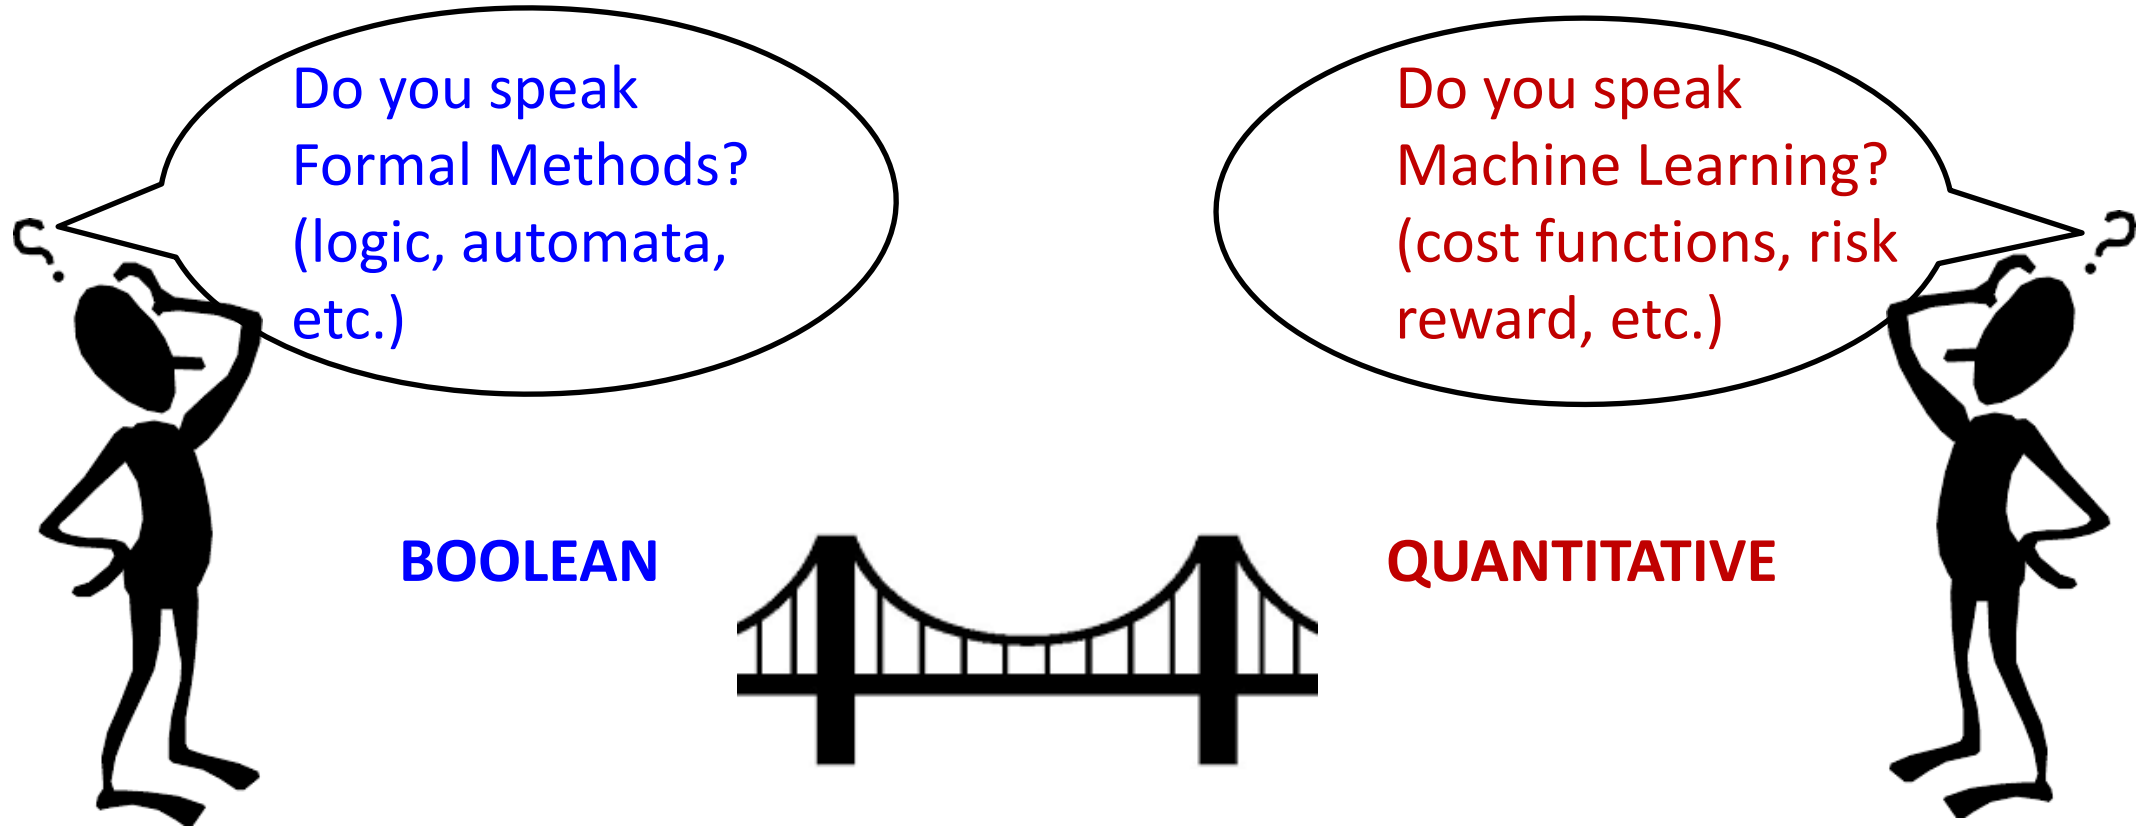 Do you speak
Formal Methods?
(logic, automata,
etc.)
Do you speak
Machine Learning?
(cost functions, risk
reward, etc.)
BOOLEAN
QUANTITATIVE